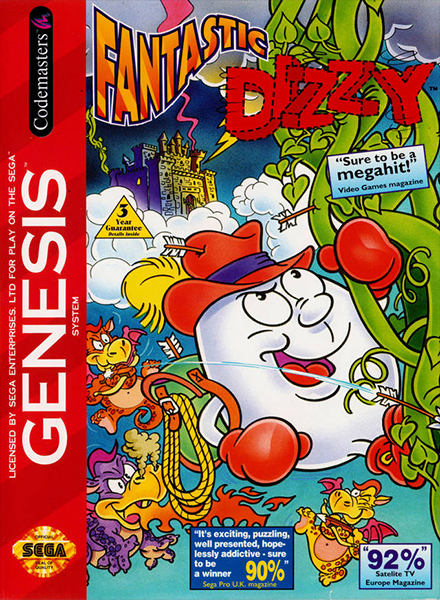 Codemasters
FANTASTIC
DIZZY
TM
"Sure to be a
megahit!"
Video Games magazine
3
Year
Guarantee
Details Inside
LICENSED BY SEGA ENTERPRISES, LTD FOR PLAY ON THE SEGA™
GENESIS
SYSTEM
OFFICIAL
SEGA
SEAL OF
QUALITY
"It's exciting, puzzling,
well presented, hope-
lessly addictive - sure
to be
a winner 90%"
Sega Pro U.K. magazine
"92%"
Satelite TV
Europe Magazine